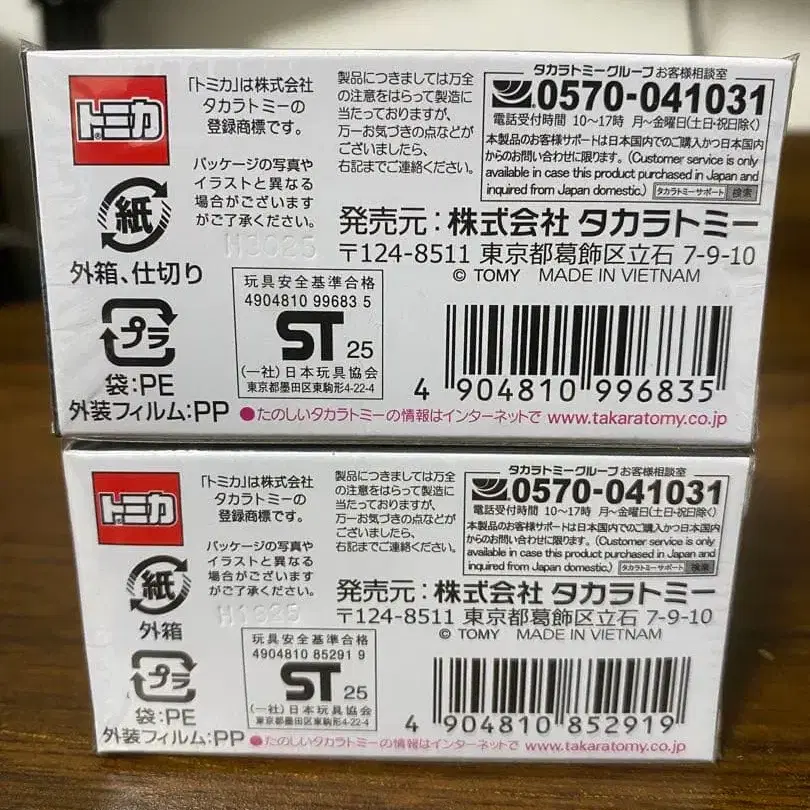 トミカ
「トミカ」は株式会社
タカラトミーの
登録商標です。
パッケージの写真や
イラストと異なる
場合がございます
がご了承ください。
製品につきましては万全
の注意をはらって製造に
当たっておりますが、
万一お気づきの点などが
ございましたら、
右記までご連絡ください。
タカラトミーグループお客様相談室
0570-041031
電話受付時間 10～17時 月～金曜日(土日・祝日除く)
本製品のお客様サポートは日本国内でのご購入かつ日本国内
からのお問い合わせに限ります。(Customer service is only
available in case this product purchased in Japan and
inquired from Japan domestic.) タカラトミーサポート 検索
発売元:株式会社 タカラトミー
〒124-8511 東京都葛飾区立石 7-9-10
© TOMY MADE IN VIETNAM
紙
外箱、仕切り
プラ
袋:PE
外装フィルム:PP
玩具安全基準合格
4904810 99683 5
ST 25
(一社)日本玩具協会
東京都墨田区東駒形4-22-4
4 904810 996835
●たのしいタカラトミーの情報はインターネットで www.takaratomy.co.jp
トミカ
「トミカ」は株式会社
タカラトミーの
登録商標です。
パッケージの写真や
イラストと異なる
場合がございます
がご了承ください。
H1625
製品につきましては万全
の注意をはらって製造に
当たっておりますが、
万一お気づきの点などが
ございましたら、
右記までご連絡ください。
タカラトミーグループお客様相談室
0570-041031
電話受付時間 10～17時 月～金曜日(土日・祝日除く)
本製品のお客様サポートは日本国内でのご購入かつ日本国内
からのお問い合わせに限ります。(Customer service is only
available in case this product purchased in Japan and
inquired from Japan domestic.) タカラトミーサポート 検索
発売元:株式会社 タカラトミー
〒124-8511 東京都葛飾区立石 7-9-10
© TOMY MADE IN VIETNAM
紙
外箱
プラ
袋:PE
外装フィルム:PP
玩具安全基準合格
4904810 85291 9
ST 25
(一社)日本玩具協会
東京都墨田区東駒形4-22-4
4 904810 852919
●たのしいタカラトミーの情報はインターネットで www.takaratomy.co.jp